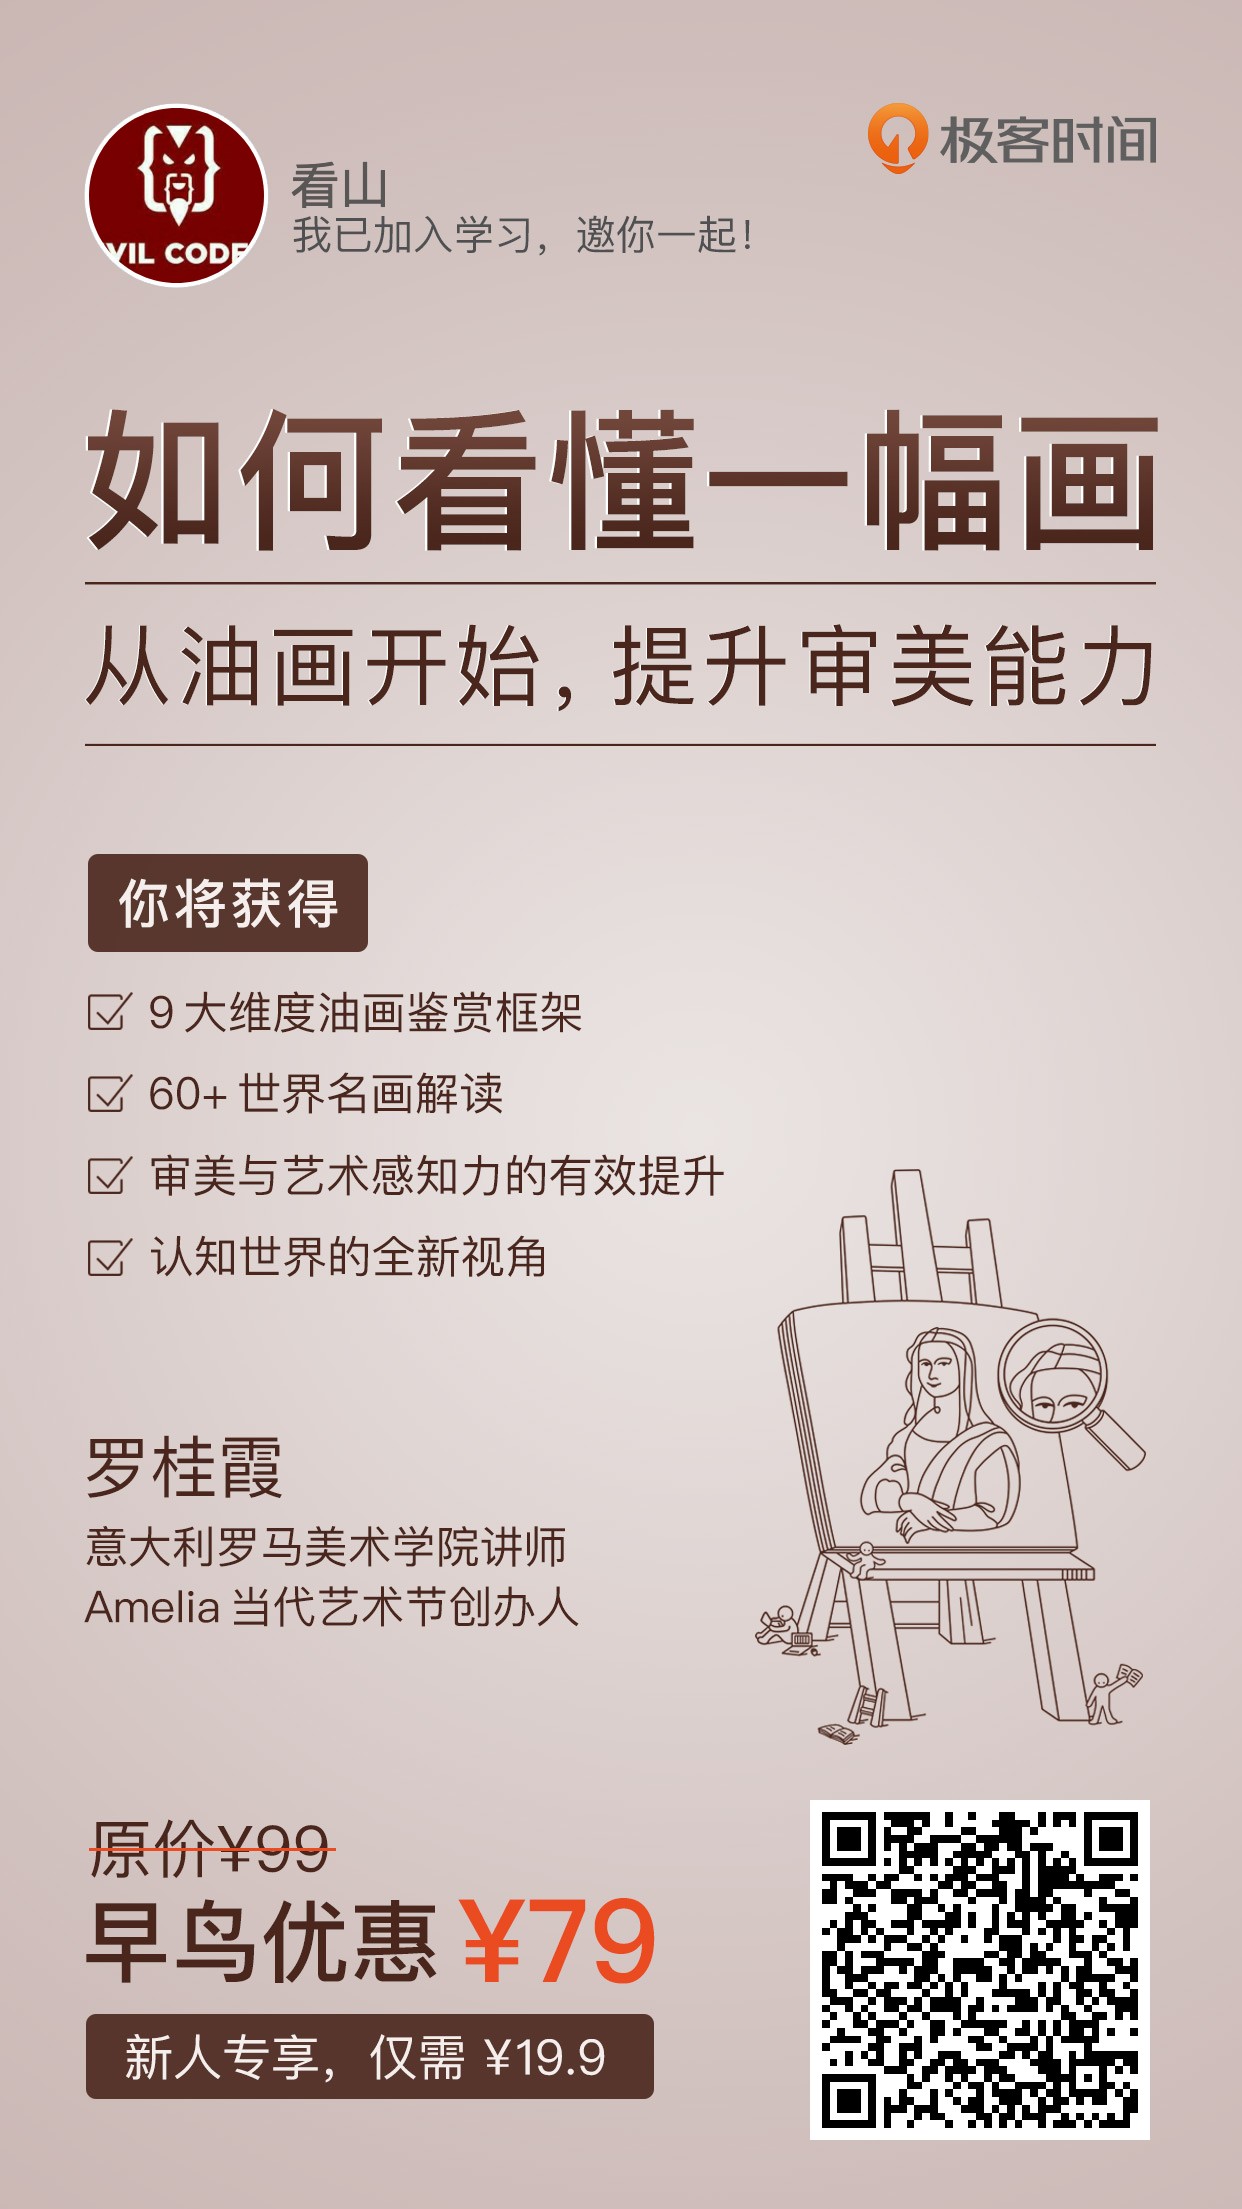 VIL CODE
看山
我已加入学习，邀你一起！
极客时间
如何看懂一幅画
从油画开始，提升审美能力
你将获得
9 大维度油画鉴赏框架
60+ 世界名画解读
审美与艺术感知力的有效提升
认知世界的全新视角
罗桂霞
意大利罗马美术学院讲师
Amelia 当代艺术节创办人
原价¥99
早鸟优惠 ¥79
新人专享，仅需 ¥19.9